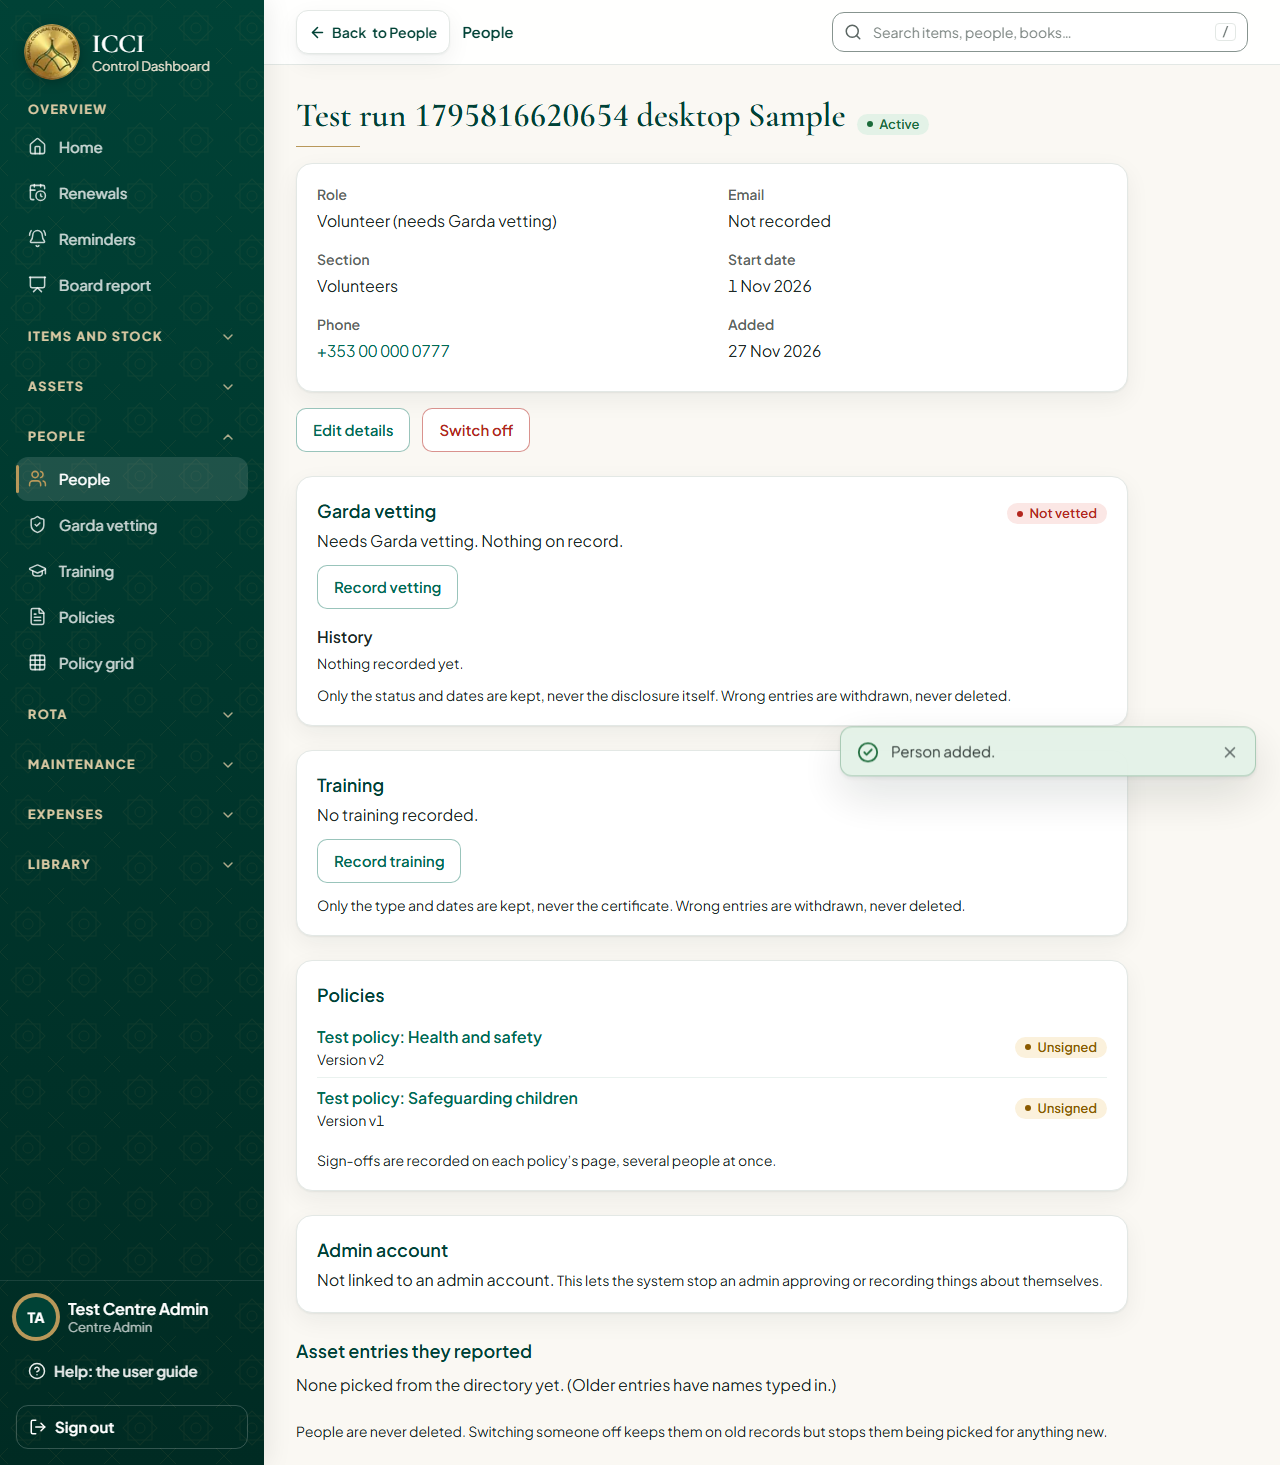 ICCI
Control Dashboard
OVERVIEW
Home
Renewals
Reminders
Board report
ITEMS AND STOCK
ASSETS
PEOPLE
People
Garda vetting
Training
Policies
Policy grid
ROTA
MAINTENANCE
EXPENSES
LIBRARY
TA
Test Centre Admin
Centre Admin
Help: the user guide
Sign out
Back to People
People
Search items, people, books…
/
Test run 1795816620654 desktop Sample
Active
Role
Volunteer (needs Garda vetting)
Email
Not recorded
Section
Volunteers
Start date
1 Nov 2026
Phone
+353 00 000 0777
Added
27 Nov 2026
Edit details
Switch off
Garda vetting
Not vetted
Needs Garda vetting. Nothing on record.
Record vetting
History
Nothing recorded yet.
Only the status and dates are kept, never the disclosure itself. Wrong entries are withdrawn, never deleted.
Person added.
Training
No training recorded.
Record training
Only the type and dates are kept, never the certificate. Wrong entries are withdrawn, never deleted.
Policies
Test policy: Health and safety
Version v2
Unsigned
Test policy: Safeguarding children
Version v1
Unsigned
Sign-offs are recorded on each policy's page, several people at once.
Admin account
Not linked to an admin account. This lets the system stop an admin approving or recording things about themselves.
Asset entries they reported
None picked from the directory yet. (Older entries have names typed in.)
People are never deleted. Switching someone off keeps them on old records but stops them being picked for anything new.